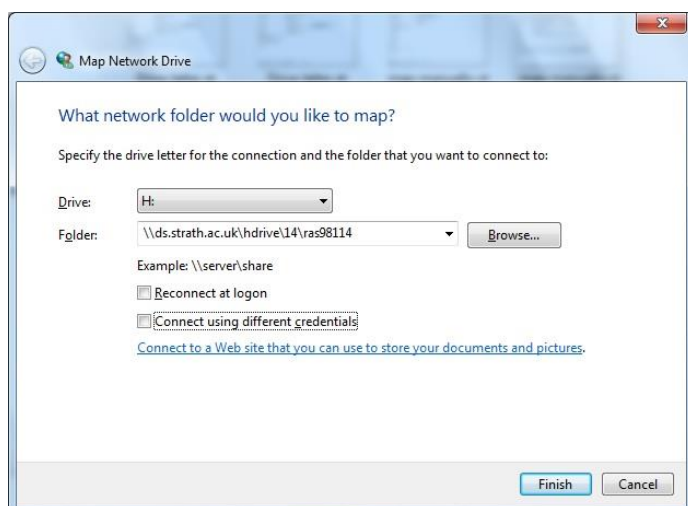 Map Network Drive
What network folder would you like to map?
Specify the drive letter for the connection and the folder that you want to connect to:
Drive: H:
Folder: \\ds.strath.ac.uk\hdrive\14\ras98114 Browse...
Example: \\server\share
Reconnect at logon
Connect using different credentials
Connect to a Web site that you can use to store your documents and pictures.
Finish Cancel